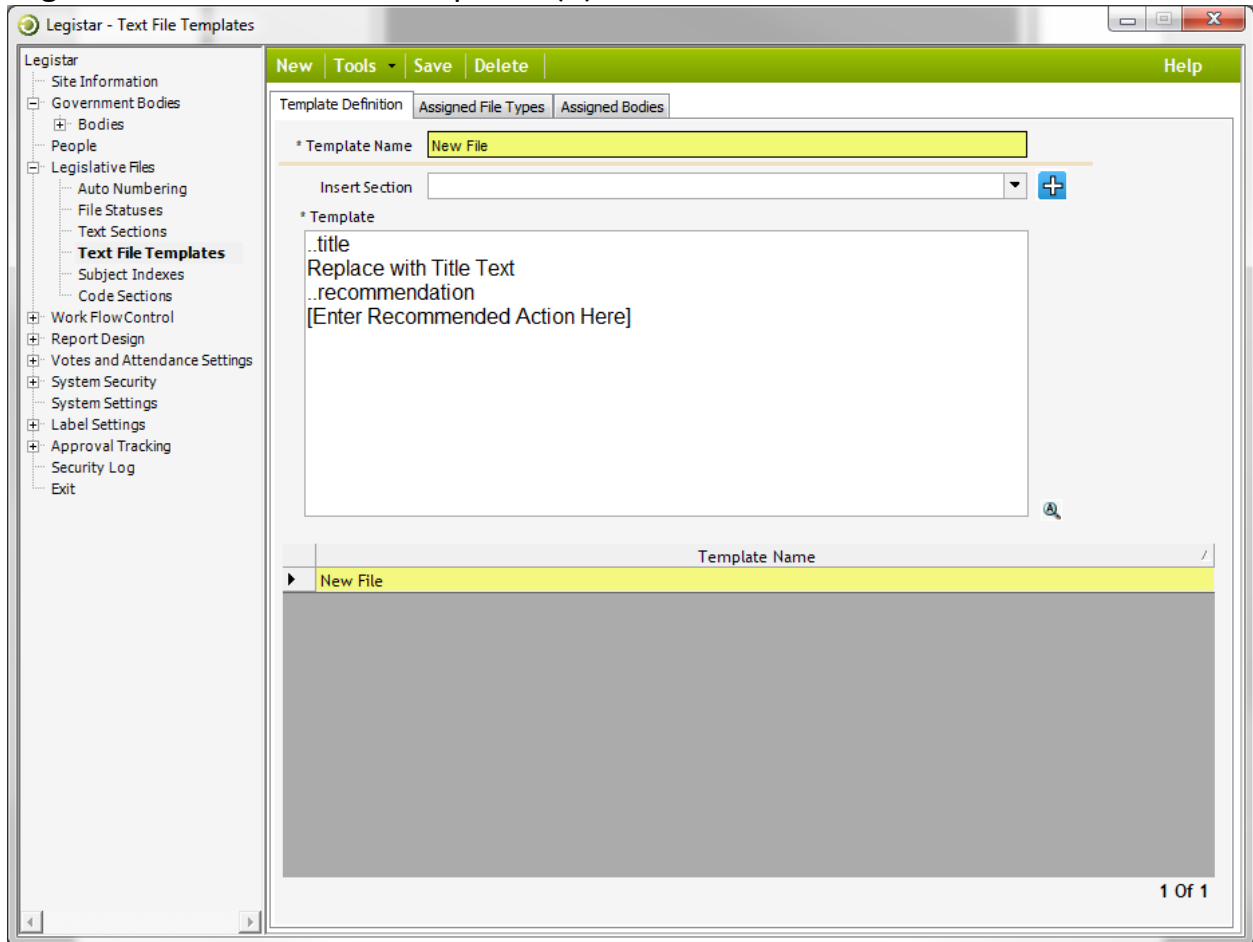 Legistar - Text File Templates
Legistar
Site Information
Government Bodies
Bodies
People
Legislative Files
Auto Numbering
File Statuses
Text Sections
Text File Templates
Subject Indexes
Code Sections
Work Flow Control
Report Design
Votes and Attendance Settings
System Security
System Settings
Label Settings
Approval Tracking
Security Log
Exit
New Tools Save Delete Help
Template Definition Assigned File Types Assigned Bodies
* Template Name New File
Insert Section
* Template
..title
Replace with Title Text
..recommendation
[Enter Recommended Action Here]
Template Name
New File
1 Of 1